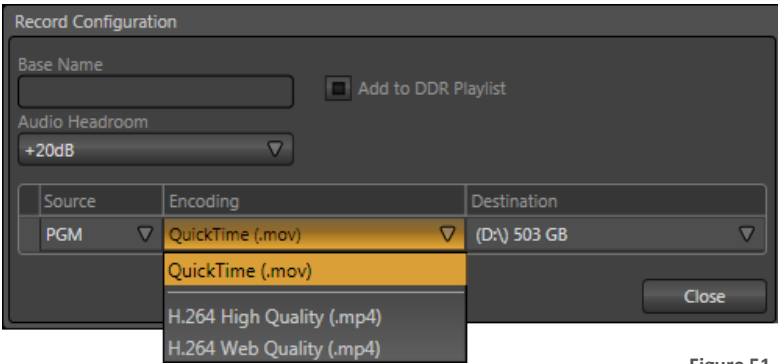 Record Configuration
Base Name
Add to DDR Playlist
Audio Headroom
+20dB
Source Encoding Destination
PGM QuickTime (.mov) (D:\) 503 GB
QuickTime (.mov)
Close
H.264 High Quality (.mp4)
H.264 Web Quality (.mp4)
Figure 51